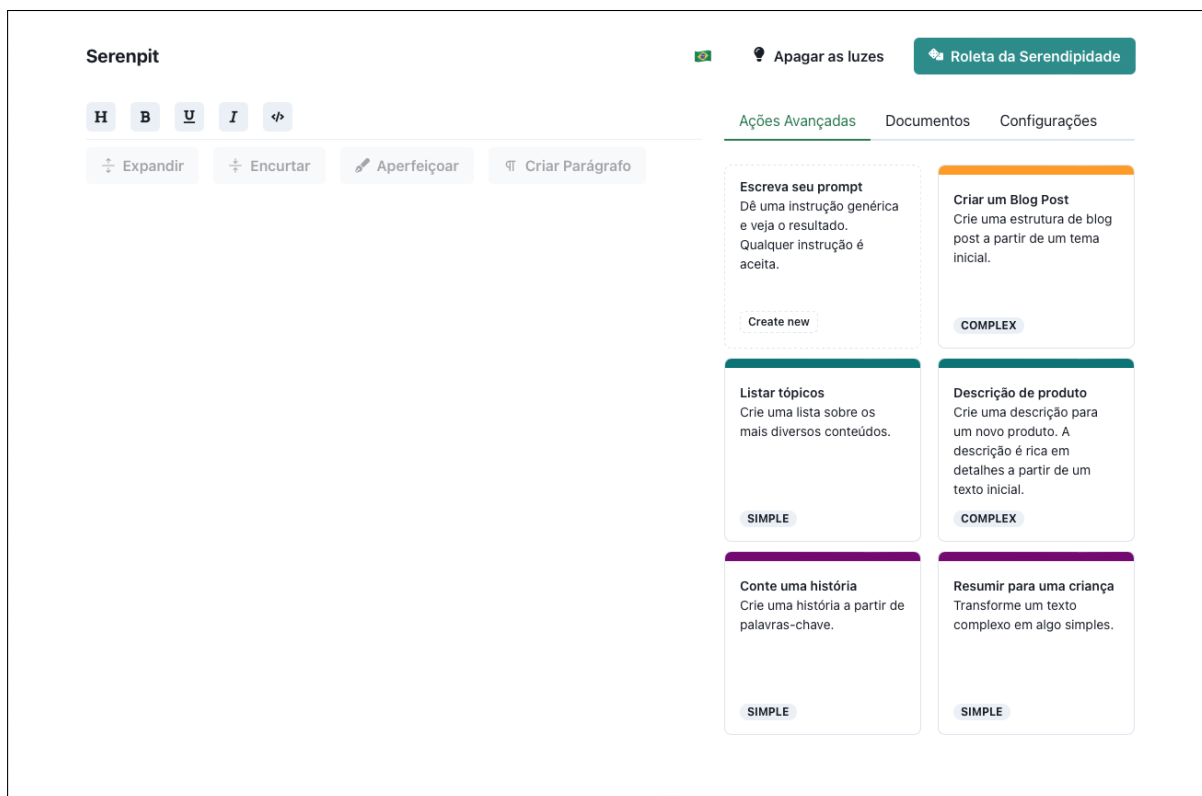 Serenpit
Apagar as luzes
Roleta da Serendipidade
H B U I </>
Ações Avançadas Documentos Configurações
Expandir Encurtar Aperfeiçoar ¶ Criar Parágrafo
Escreva seu prompt
Dê uma instrução genérica
e veja o resultado.
Qualquer instrução é
aceita.
Create new
Criar um Blog Post
Crie uma estrutura de blog
post a partir de um tema
inicial.
COMPLEX
Listar tópicos
Crie uma lista sobre os
mais diversos conteúdos.
SIMPLE
Descrição de produto
Crie uma descrição para
um novo produto. A
descrição é rica em
detalhes a partir de um
texto inicial.
COMPLEX
Conte uma história
Crie uma história a partir de
palavras-chave.
SIMPLE
Resumir para uma criança
Transforme um texto
complexo em algo simples.
SIMPLE